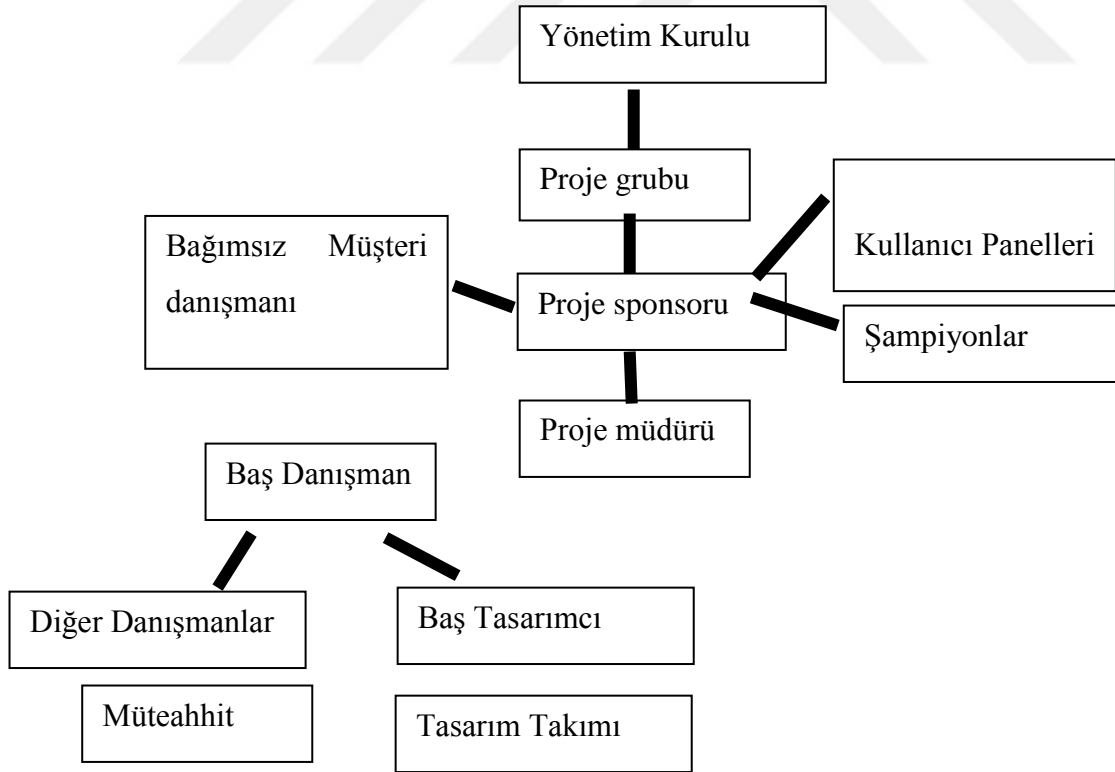 Yönetim Kurulu
Proje grubu
Kullanıcı Panelleri
Bağımsız Müşteri
danışmanı
Proje sponsoru
Şampiyonlar
Proje müdürü
Baş Danışman
Diğer Danışmanlar
Baş Tasarımcı
Müteahhit
Tasarım Takımı